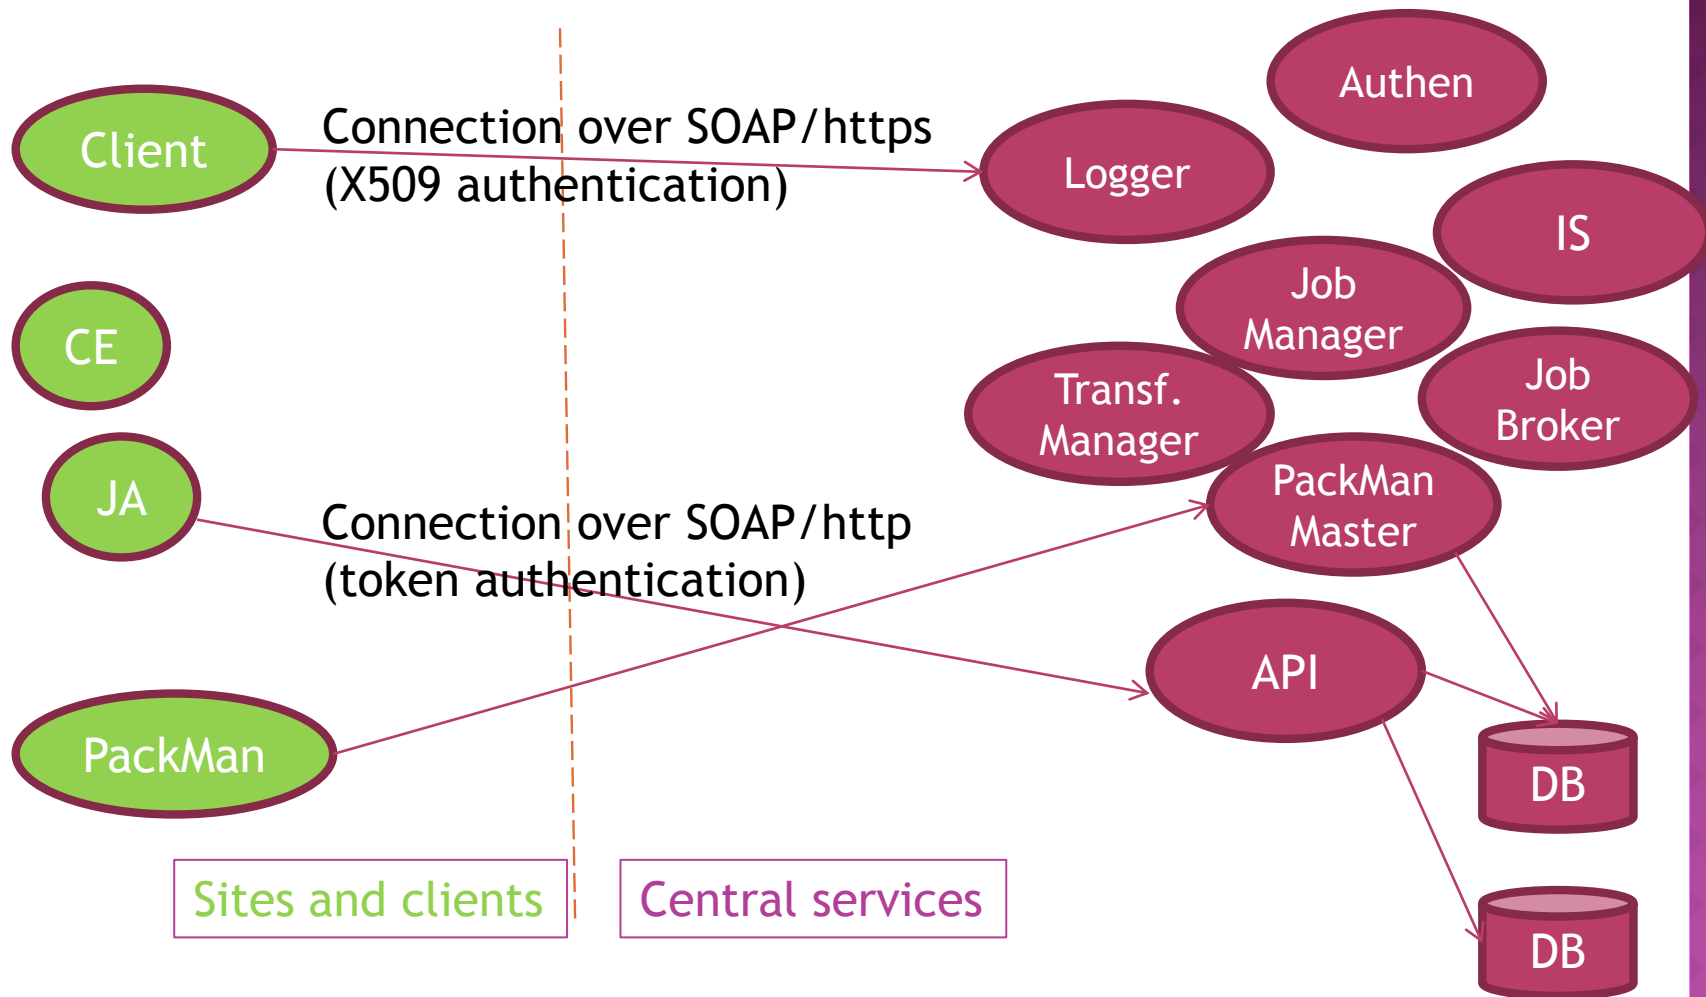 Authen
Client
Connection over SOAP/https
(X509 authentication)
Logger
IS
CE
Job
Manager
Transf.
Manager
Job
Broker
JA
Connection over SOAP/http
(token authentication)
PackMan
Master
API
PackMan
DB
Sites and clients
Central services
DB